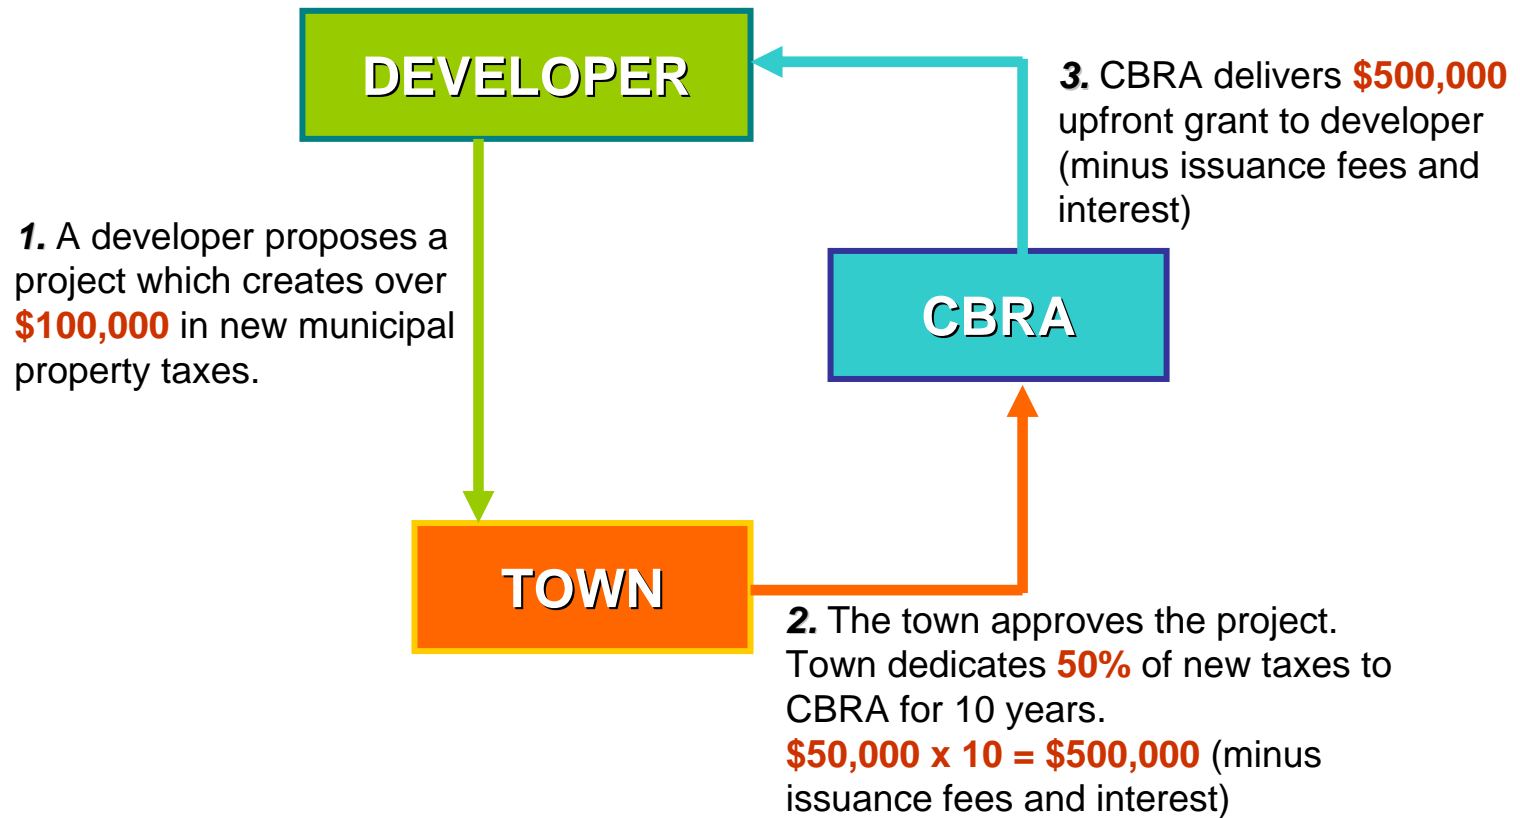 DEVELOPER
3. CBRA delivers $500,000
upfront grant to developer
(minus issuance fees and
interest)
1. A developer proposes a
project which creates over
$100,000 in new municipal
property taxes.
CBRA
TOWN
2. The town approves the project.
Town dedicates 50% of new taxes to
CBRA for 10 years.
$50,000 x 10 = $500,000 (minus
issuance fees and interest)